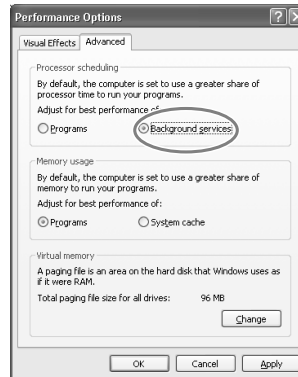 Performance Options
Visual Effects
Advanced
Processor scheduling
By default, the computer is set to use a greater share of
processor time to run your programs.
Adjust for best performance of:
Programs
Background services
Memory usage
By default, the computer is set to use a greater share of
memory to run your programs.
Adjust for best performance of:
Programs
System cache
Virtual memory
A paging file is an area on the hard disk that Windows uses as
if it were RAM.
Total paging file size for all drives:
96 MB
Change
OK
Cancel
Apply